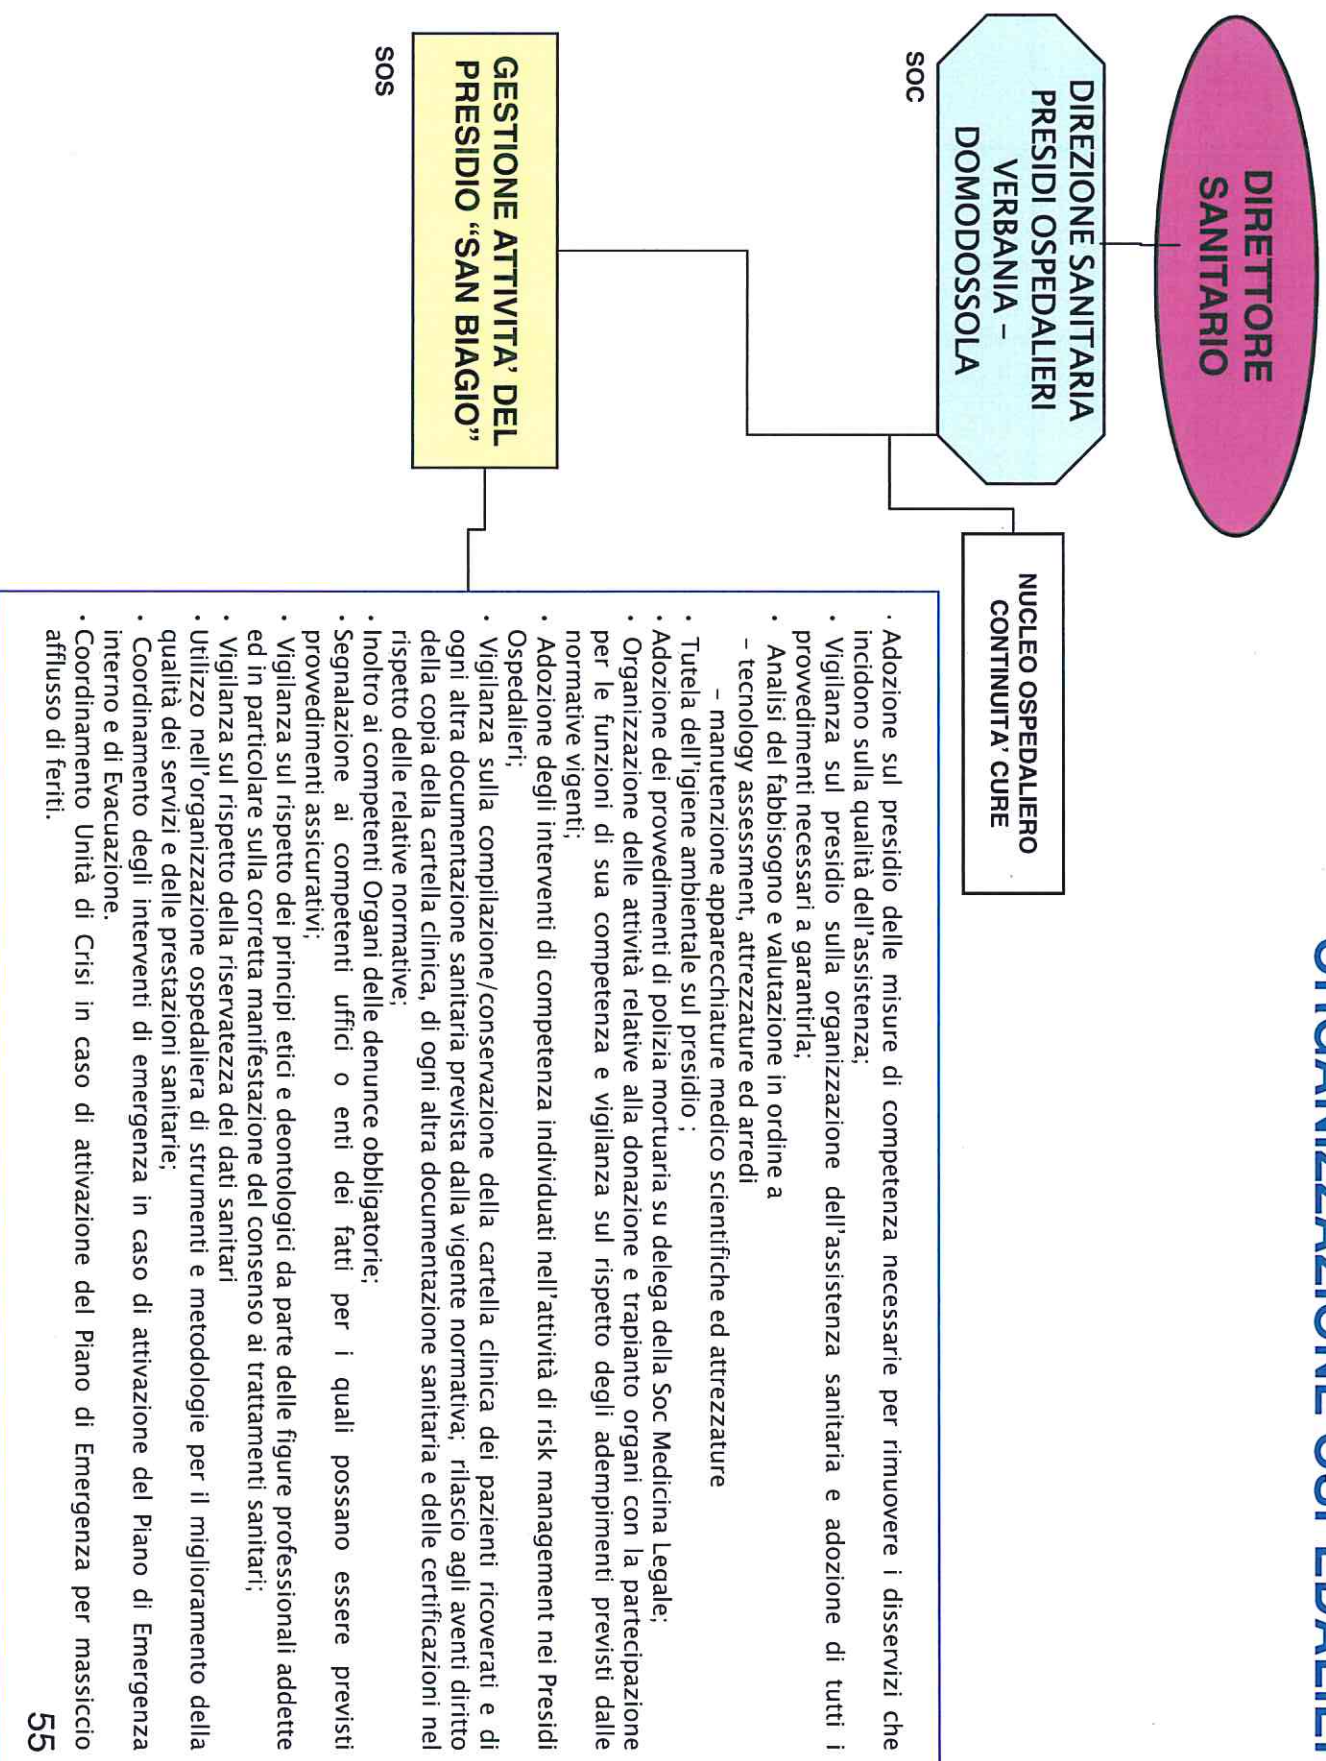 ORGANIZZAZIONE
DIRETTORE
SANITARIO
DIREZIONE SANITARIA
PRESIDI OSPEDALIERI
VERBANIA –
DOMODOSSOLA
SOC
NUCLEO OSPEDALIERO
CONTINUITA' CURE
GESTIONE ATTIVITA' DEL
PRESIDIO “SAN BIAGIO”
SOS
• Adozione sul presidio delle misure di competenza necessarie per rimuovere i disservizi che
incidono sulla qualità dell'assistenza;
• Vigilanza sul presidio sulla organizzazione dell'assistenza sanitaria e adozione di tutti i
provvedimenti necessari a garantirla;
• Analisi del fabbisogno e valutazione in ordine a
– tecnology assessment, attrezzature ed arredi
– manutenzione apparecchiature medico scientifiche ed attrezzature
• Tutela dell'igiene ambientale sul presidio ;
• Adozione dei provvedimenti di polizia mortuaria su delega della Soc Medicina Legale;
• Organizzazione delle attività relative alla donazione e trapianto organi con la partecipazione
per le funzioni di sua competenza e vigilanza sul rispetto degli adempimenti previsti dalle
normative vigenti;
• Adozione degli interventi di competenza individuati nell'attività di risk management nei Presidi
Ospedalieri;
• Vigilanza sulla compilazione/conservazione della cartella clinica dei pazienti ricoverati e di
ogni altra documentazione sanitaria prevista dalla vigente normativa; rilascio agli aventi diritto
della copia della cartella clinica, di ogni altra documentazione sanitaria e delle certificazioni nel
rispetto delle relative normative;
• Inoltro ai competenti Organi delle denunce obbligatorie;
• Segnalazione ai competenti uffici o enti dei fatti per i quali possano essere previsti
provvedimenti assicurativi;
• Vigilanza sul rispetto dei principi etici e deontologici da parte delle figure professionali addette
ed in particolare sulla corretta manifestazione del consenso ai trattamenti sanitari;
• Vigilanza sul rispetto della riservatezza dei dati sanitari
• Utilizzo nell'organizzazione ospedaliera di strumenti e metodologie per il miglioramento della
qualità dei servizi e delle prestazioni sanitarie;
• Coordinamento degli interventi di emergenza in caso di attivazione del Piano di Emergenza
interno e di Evacuazione.
• Coordinamento Unità di Crisi in caso di attivazione del Piano di Emergenza per massiccio
afflusso di feriti.
55